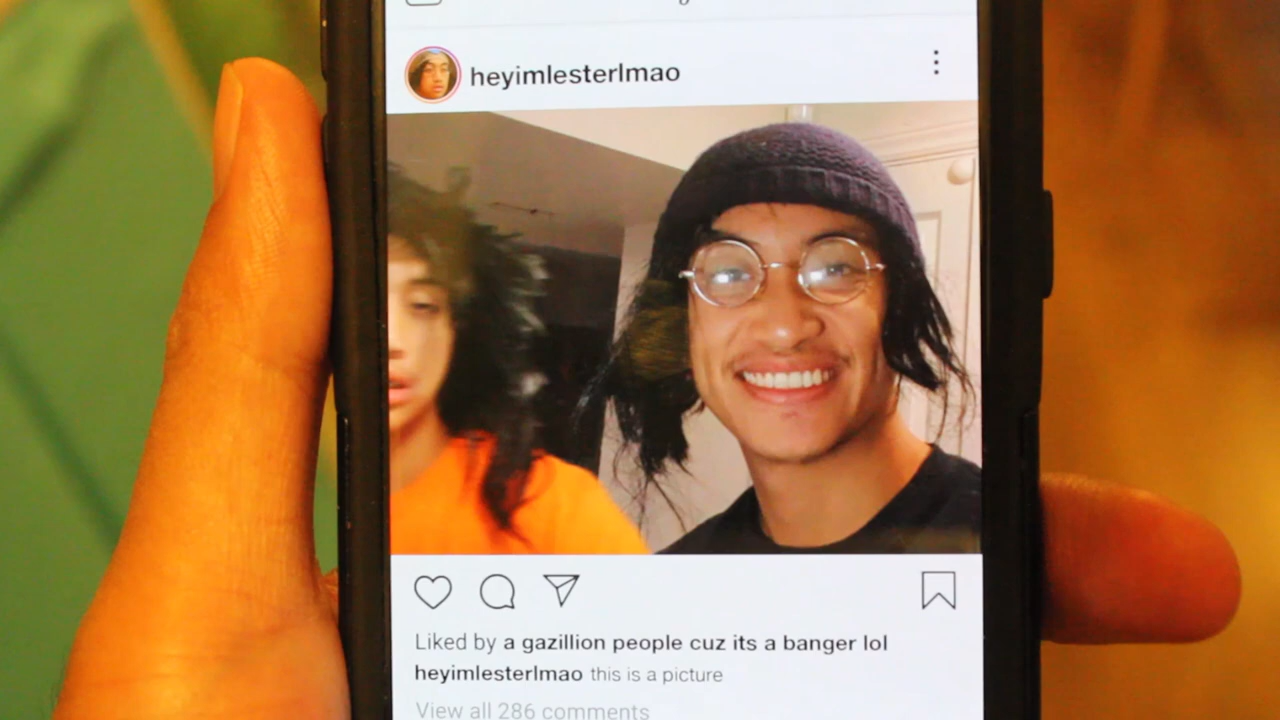 heyimlesterlmao
Liked by a gazillion people cuz its a banger lol
heyimlesterlmao this is a picture
View all 286 comments